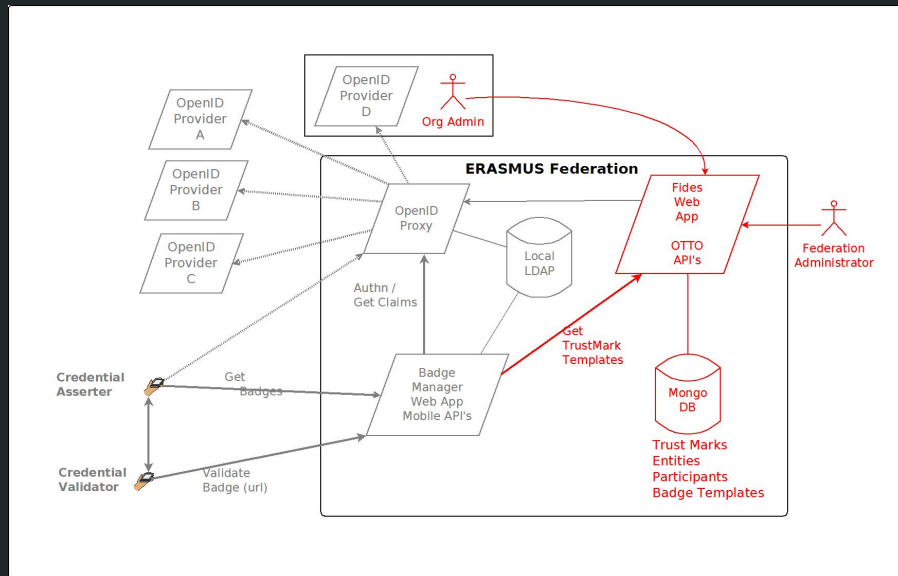 OpenID
Provider
D
Org Admin
OpenID
Provider
A
ERASMUS Federation
OpenID
Provider
B
Fides
Web
App
OTTO
API's
OpenID
Proxy
OpenID
Provider
C
Local
LDAP
Federation
Administrator
Authn /
Get Claims
Get
TrustMark
Templates
Credential
Asserter
Get
Badges
Badge
Manager
Web App
Mobile API's
Mongo
DB
Trust Marks
Entities
Participants
Badge Templates
Credential
Validator
Validate
Badge (url)